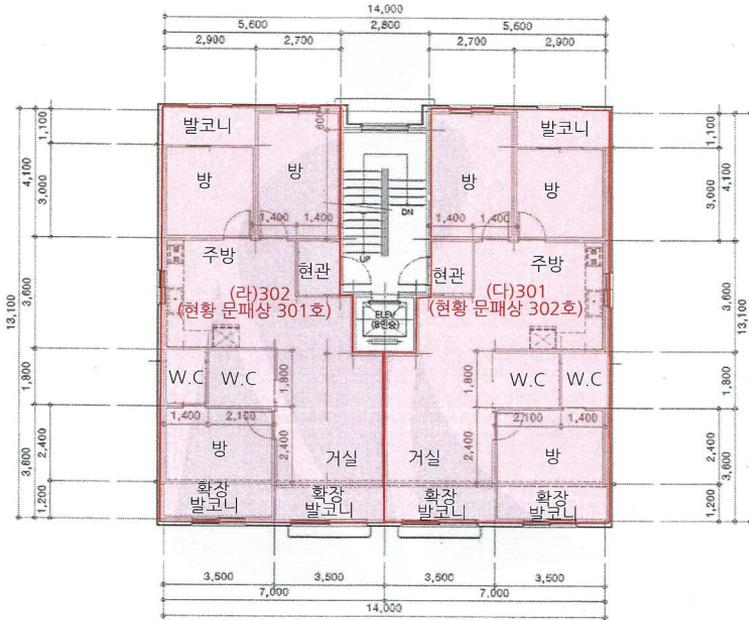 14,000
5,600 2,800 5,600
2,900 2,700 2,700 2,900
발코니 방 600 방 발코니
1,100 1,100
방 방
4,100 3,000 3,000 4,100
DN
1,400 1,400 1,400 1,400
UP
주방 현관 현관 주방
(라)302 (다)301
(현황 문패상 301호) (현황 문패상 302호)
ELEV
(8인승)
13,100 3,600 3,600 13,100
W.C W.C W.C W.C
1,800 1,800 1,800 1,800
1,400 2,100 2,100 1,400
방 거실 거실 방
3,600 2,400 2,400 2,400 2,400 3,600
확장 확장 확장 확장
발코니 발코니 발코니 발코니
1,200 1,200
3,500 3,500 3,500 3,500
7,000 7,000
14,000